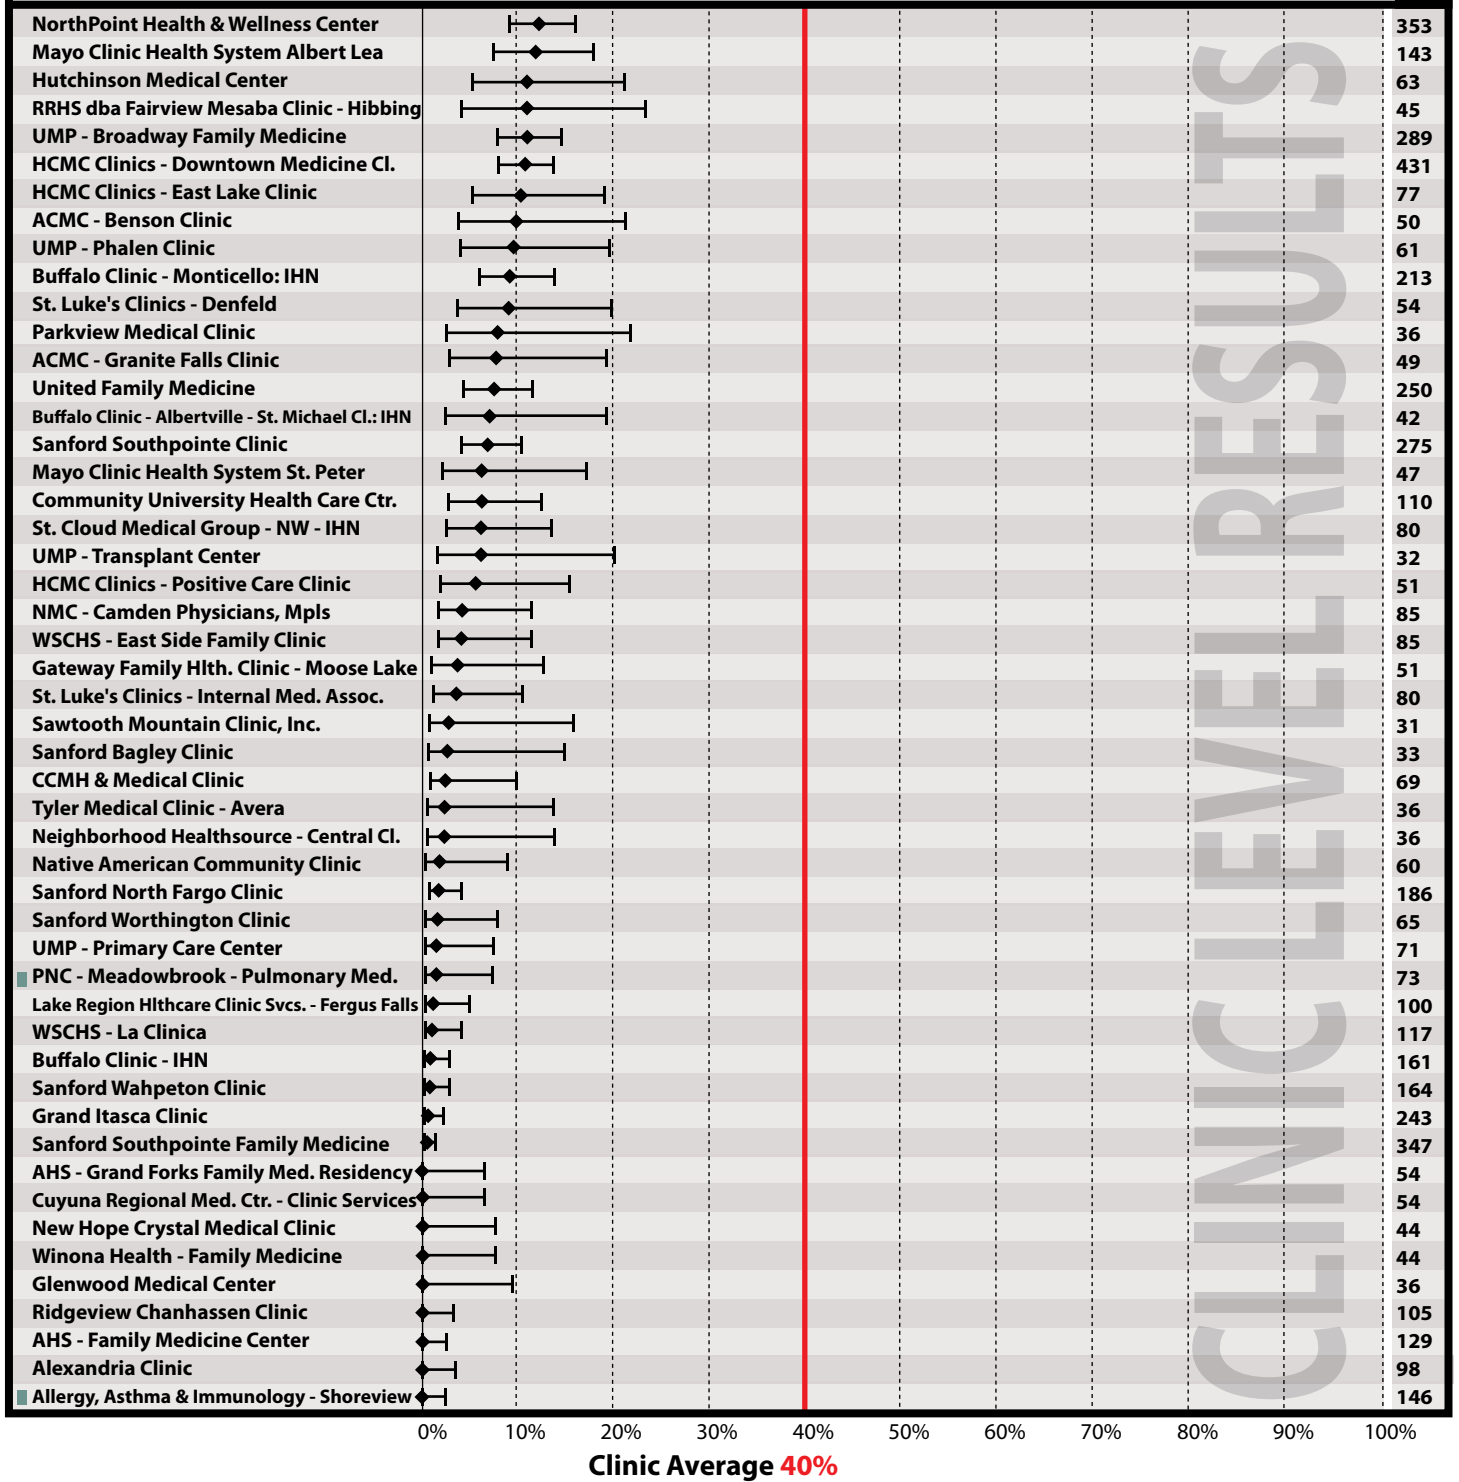 NorthPoint Health & Wellness Center 353
Mayo Clinic Health System Albert Lea 143
Hutchinson Medical Center 63
RRHS dba Fairview Mesaba Clinic - Hibbing 45
UMP - Broadway Family Medicine 289
HCMC Clinics - Downtown Medicine Cl. 431
HCMC Clinics - East Lake Clinic 77
ACMC - Benson Clinic 50
UMP - Phalen Clinic 61
Buffalo Clinic - Monticello: IHN 213
St. Luke's Clinics - Denfeld 54
Parkview Medical Clinic 36
ACMC - Granite Falls Clinic 49
United Family Medicine 250
Buffalo Clinic - Albertville - St. Michael Cl.: IHN 42
Sanford Southpointe Clinic 275
Mayo Clinic Health System St. Peter 47
Community University Health Care Ctr. 110
St. Cloud Medical Group - NW - IHN 80
UMP - Transplant Center 32
HCMC Clinics - Positive Care Clinic 51
NMC - Camden Physicians, Mpls 85
WSCHS - East Side Family Clinic 85
Gateway Family Hlth. Clinic - Moose Lake 51
St. Luke's Clinics - Internal Med. Assoc. 80
Sawtooth Mountain Clinic, Inc. 31
Sanford Bagley Clinic 33
CCMH & Medical Clinic 69
Tyler Medical Clinic - Avera 36
Neighborhood Healthsource - Central Cl. 36
Native American Community Clinic 60
Sanford North Fargo Clinic 186
Sanford Worthington Clinic 65
UMP - Primary Care Center 71
PNC - Meadowbrook - Pulmonary Med. 73
Lake Region Hlthcare Clinic Svcs. - Fergus Falls 100
WSCHS - La Clinica 117
Buffalo Clinic - IHN 161
Sanford Wahpeton Clinic 164
Grand Itasca Clinic 243
Sanford Southpointe Family Medicine 347
AHS - Grand Forks Family Med. Residency 54
Cuyuna Regional Med. Ctr. - Clinic Services 54
New Hope Crystal Medical Clinic 44
Winona Health - Family Medicine 44
Glenwood Medical Center 36
Ridgeview Chanhassen Clinic 105
AHS - Family Medicine Center 129
Alexandria Clinic 98
Allergy, Asthma & Immunology - Shoreview 146
CLINIC LEVEL RESULTS
0% 10% 20% 30% 40% 50% 60% 70% 80% 90% 100%
Clinic Average 40%